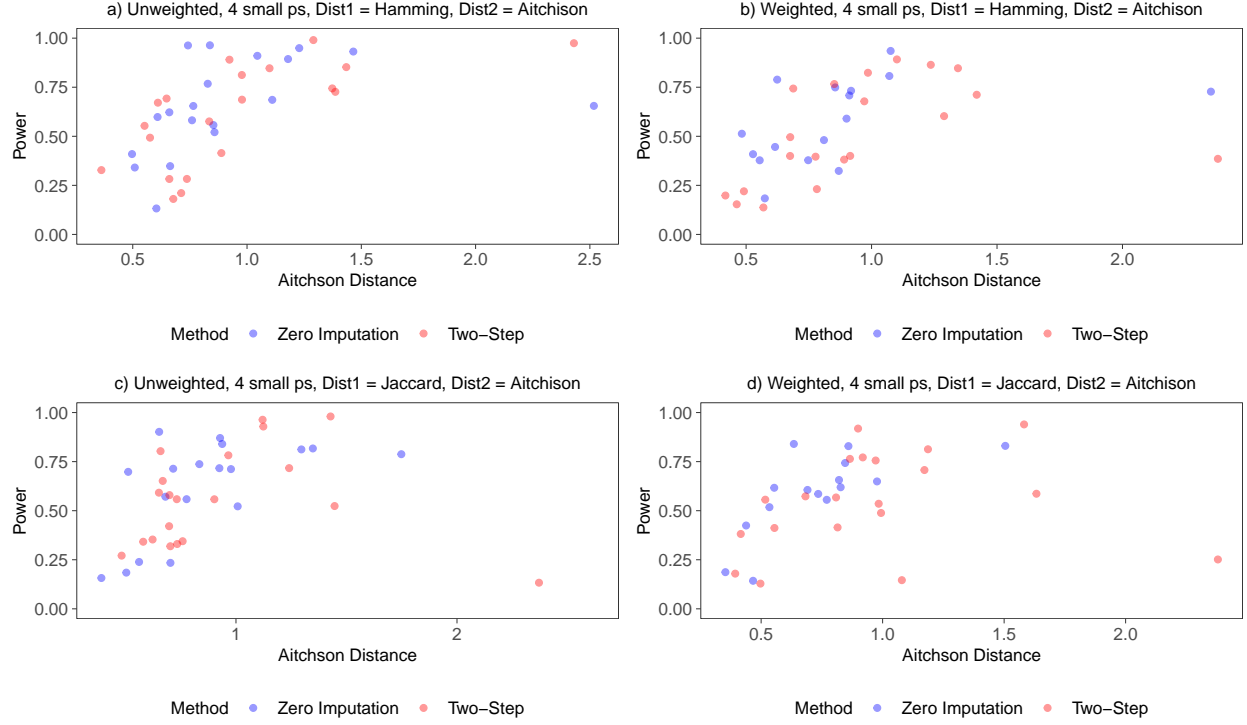 a) Unweighted, 4 small ps, Dist1 = Hamming, Dist2 = Aitchison
1.00
0.75
0.50
0.25
0.00
Power
0.5 1.0 1.5 2.0 2.5
Aitchson Distance
Method Zero Imputation Two−Step
b) Weighted, 4 small ps, Dist1 = Hamming, Dist2 = Aitchison
1.00
0.75
0.50
0.25
0.00
Power
0.5 1.0 1.5 2.0
Aitchson Distance
Method Zero Imputation Two−Step
c) Unweighted, 4 small ps, Dist1 = Jaccard, Dist2 = Aitchison
1.00
0.75
0.50
0.25
0.00
Power
1 2
Aitchson Distance
Method Zero Imputation Two−Step
d) Weighted, 4 small ps, Dist1 = Jaccard, Dist2 = Aitchison
1.00
0.75
0.50
0.25
0.00
Power
0.5 1.0 1.5 2.0
Aitchson Distance
Method Zero Imputation Two−Step